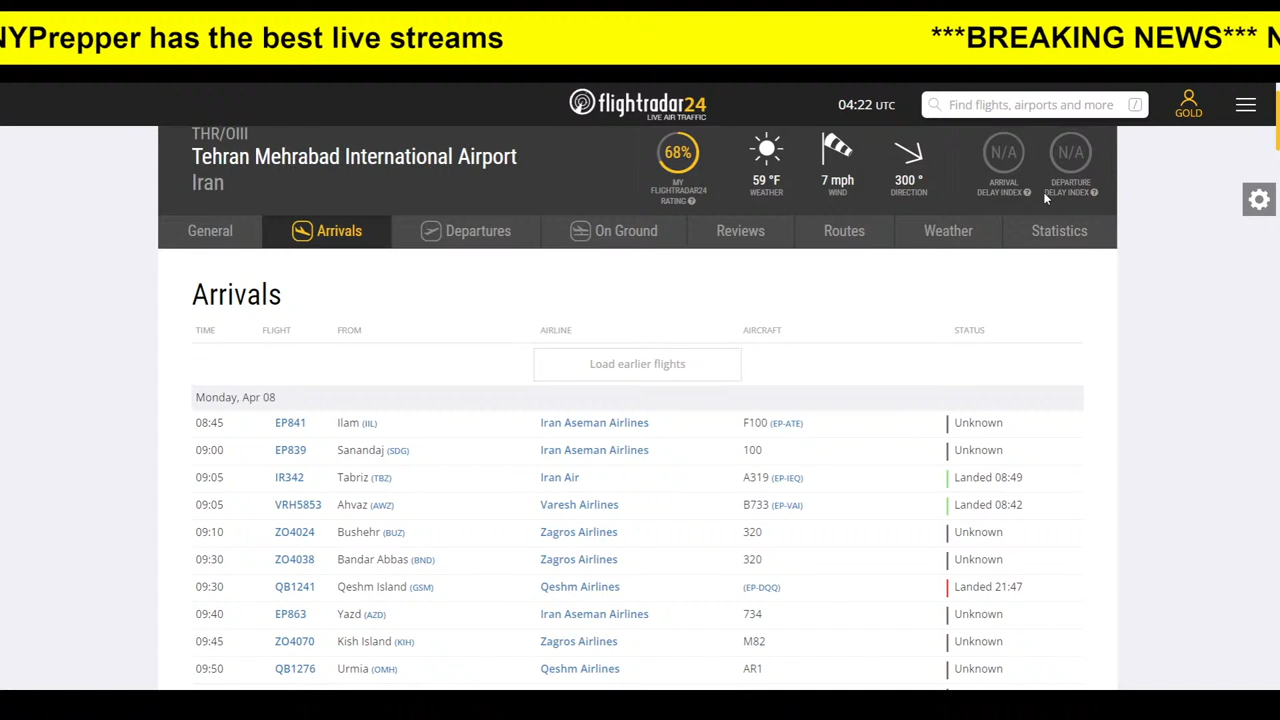 NYPrepper has the best live streams ***BREAKING NEWS*** N
flightradar24
LIVE AIR TRAFFIC
04:22 UTC
Find flights, airports and more /
GOLD
THR/OIII
Tehran Mehrabad International Airport
Iran
68%
MY
FLIGHTRADAR24
RATING ?
59 °F
WEATHER
7 mph
WIND
300 °
DIRECTION
N/A
ARRIVAL
DELAY INDEX ?
N/A
DEPARTURE
DELAY INDEX ?
General Arrivals Departures On Ground Reviews Routes Weather Statistics
Arrivals
TIME FLIGHT FROM AIRLINE AIRCRAFT STATUS
Load earlier flights
Monday, Apr 08
08:45 EP841 Ilam (IIL) Iran Aseman Airlines F100 (EP-ATE) Unknown
09:00 EP839 Sanandaj (SDG) Iran Aseman Airlines 100 Unknown
09:05 IR342 Tabriz (TBZ) Iran Air A319 (EP-IEQ) Landed 08:49
09:05 VRH5853 Ahvaz (AWZ) Varesh Airlines B733 (EP-VAI) Landed 08:42
09:10 ZO4024 Bushehr (BUZ) Zagros Airlines 320 Unknown
09:30 ZO4038 Bandar Abbas (BND) Zagros Airlines 320 Unknown
09:30 QB1241 Qeshm Island (GSM) Qeshm Airlines (EP-DQQ) Landed 21:47
09:40 EP863 Yazd (AZD) Iran Aseman Airlines 734 Unknown
09:45 ZO4070 Kish Island (KIH) Zagros Airlines M82 Unknown
09:50 QB1276 Urmia (OMH) Qeshm Airlines AR1 Unknown